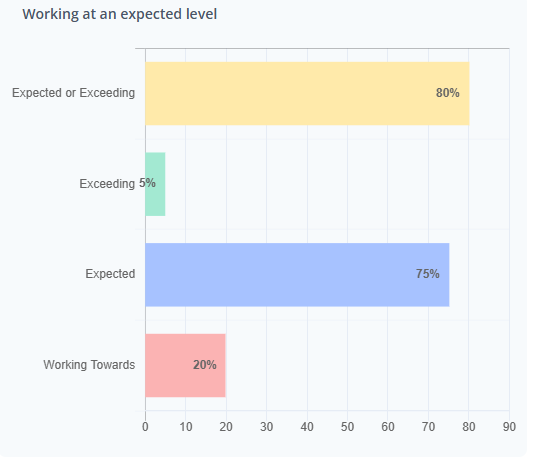 Working at an expected level
Expected or Exceeding 80%
Exceeding 5%
Expected 75%
Working Towards 20%
0 10 20 30 40 50 60 70 80 90